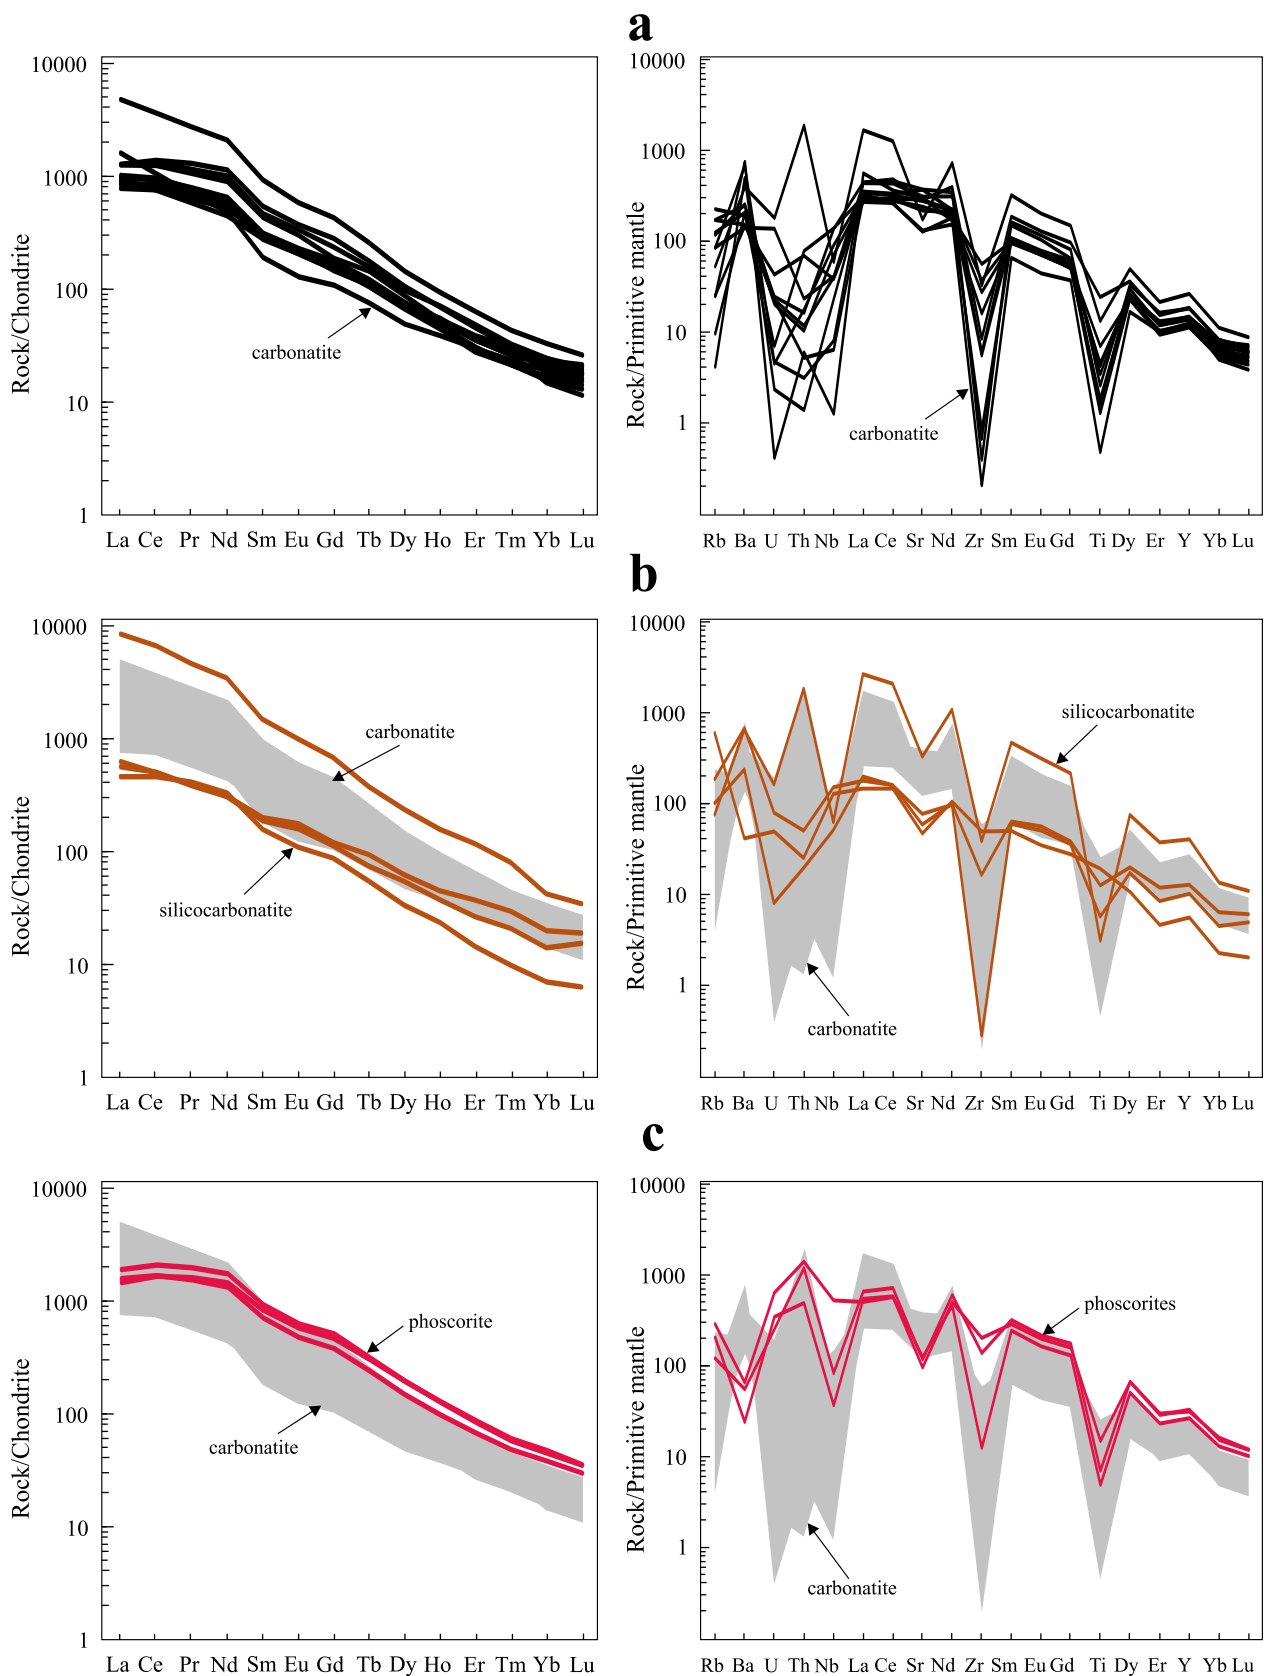 a
10000
1000
100
10
1
Rock/Chondrite
carbonatite
La Ce Pr Nd Sm Eu Gd Tb Dy Ho Er Tm Yb Lu
10000
1000
100
10
1
Rock/Primitive mantle
carbonatite
Rb Ba U Th Nb La Ce Sr Nd Zr Sm Eu Gd Ti Dy Er Y Yb Lu
b
10000
1000
100
10
1
Rock/Chondrite
carbonatite
silicocarbonatite
La Ce Pr Nd Sm Eu Gd Tb Dy Ho Er Tm Yb Lu
10000
1000
100
10
1
Rock/Primitive mantle
silicocarbonatite
carbonatite
Rb Ba U Th Nb La Ce Sr Nd Zr Sm Eu Gd Ti Dy Er Y Yb Lu
c
10000
1000
100
10
1
Rock/Chondrite
phoscorite
carbonatite
La Ce Pr Nd Sm Eu Gd Tb Dy Ho Er Tm Yb Lu
10000
1000
100
10
1
Rock/Primitive mantle
phoscorites
carbonatite
Rb Ba U Th Nb La Ce Sr Nd Zr Sm Eu Gd Ti Dy Er Y Yb Lu